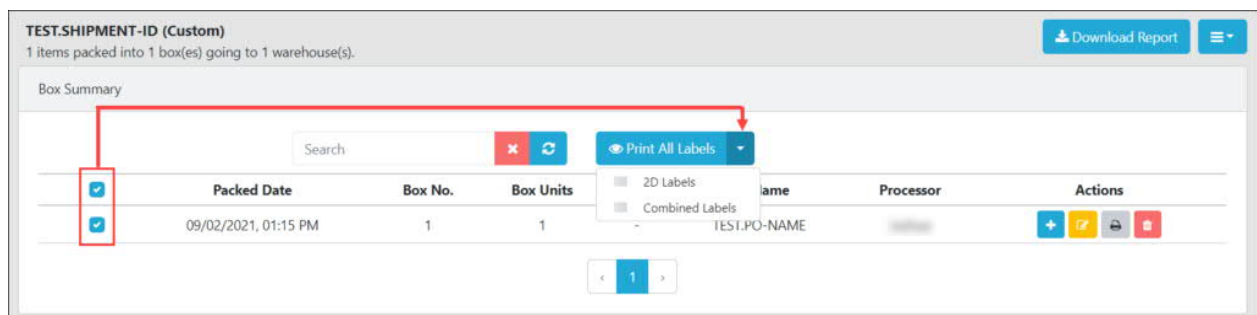 TEST.SHIPMENT-ID (Custom)
1 items packed into 1 box(es) going to 1 warehouse(s).
Download Report
Box Summary
Search
Print All Labels
2D Labels
Combined Labels
Packed Date Box No. Box Units ame Processor Actions
09/02/2021, 01:15 PM 1 1 - TEST.PO-NAME
‹ 1 ›